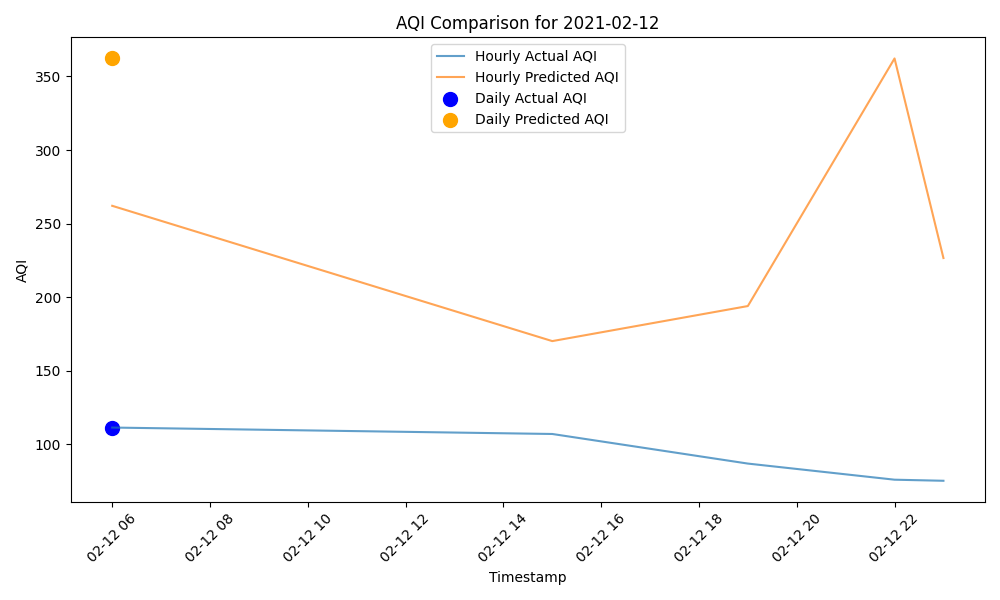 AQI Comparison for 2021-02-12
Hourly Actual AQI
Hourly Predicted AQI
Daily Actual AQI
Daily Predicted AQI
AQI
350
300
250
200
150
100
02-12 06
02-12 08
02-12 10
02-12 12
02-12 14
02-12 16
02-12 18
02-12 20
02-12 22
Timestamp